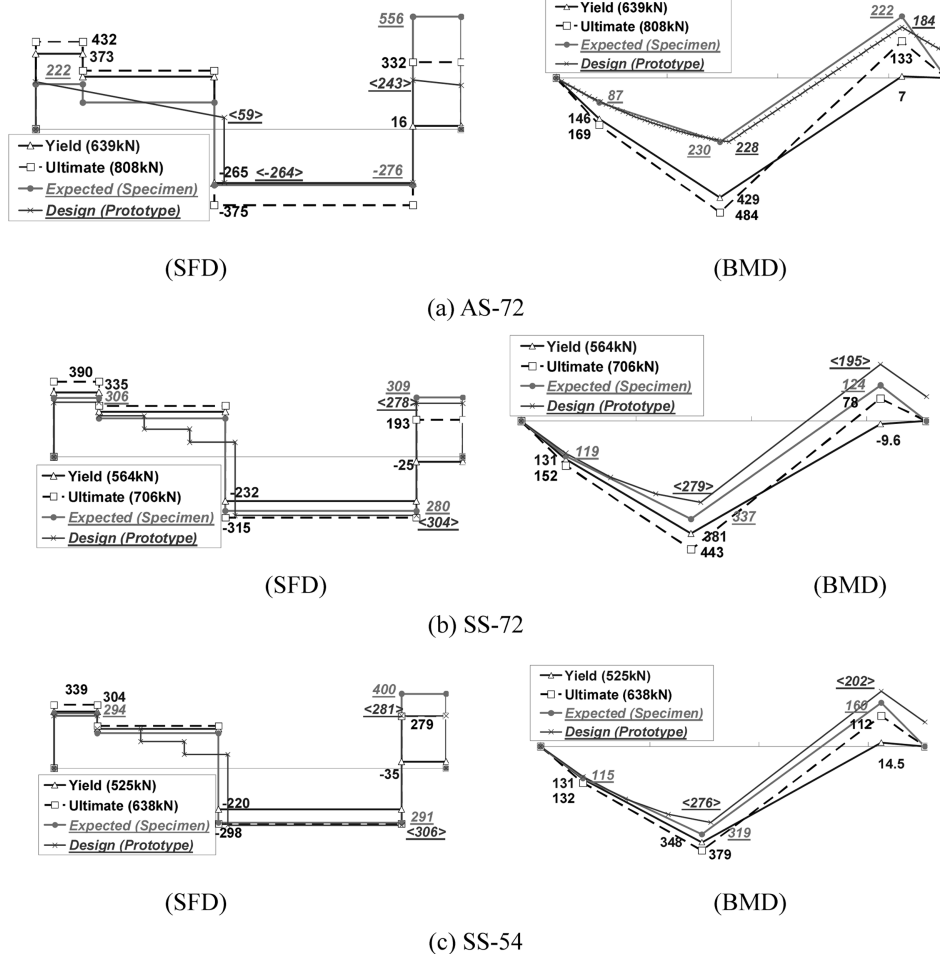 556
432
373
332
222
<243>
<59>
16
Yield (639kN)
Ultimate (808kN)
Expected (Specimen)
Design (Prototype)
-265
<-264>
-276
-375
Yield (639kN)
Ultimate (808kN)
Expected (Specimen)
Design (Prototype)
222
184
133
87
7
146
169
230
228
429
484
(SFD)
(BMD)
(a) AS-72
390
335
306
309
<278>
193
-25
Yield (564kN)
Ultimate (706kN)
Expected (Specimen)
Design (Prototype)
-232
-315
280
<304>
Yield (564kN)
Ultimate (706kN)
Expected (Specimen)
Design (Prototype)
<195>
124
78
-9.6
119
131
152
<279>
337
381
443
(SFD)
(BMD)
(b) SS-72
339
304
294
400
<281>
279
-35
Yield (525kN)
Ultimate (638kN)
Expected (Specimen)
Design (Prototype)
-220
-298
291
<306>
Yield (525kN)
Ultimate (638kN)
Expected (Specimen)
Design (Prototype)
<202>
160
112
14.5
115
131
132
<276>
319
348
379
(SFD)
(BMD)
(c) SS-54